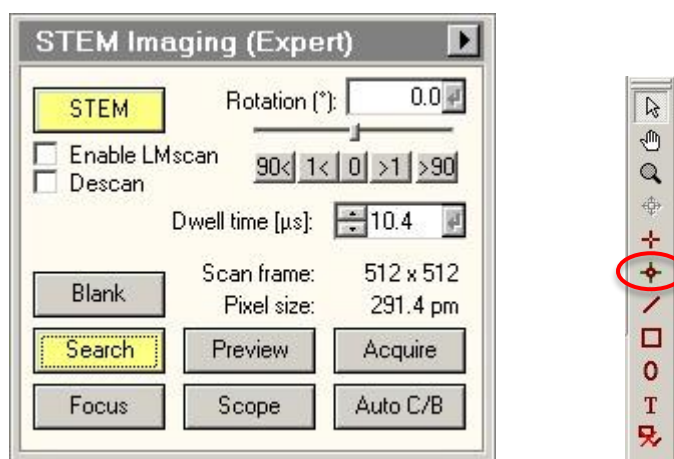 STEM Imaging (Expert)
STEM
Rotation (°): 0.0
Enable LMscan
Descan
90< 1< 0 >1 >90
Dwell time [µs]: 10.4
Scan frame: 512 x 512
Blank
Pixel size: 291.4 pm
Search Preview Acquire
Focus Scope Auto C/B
T